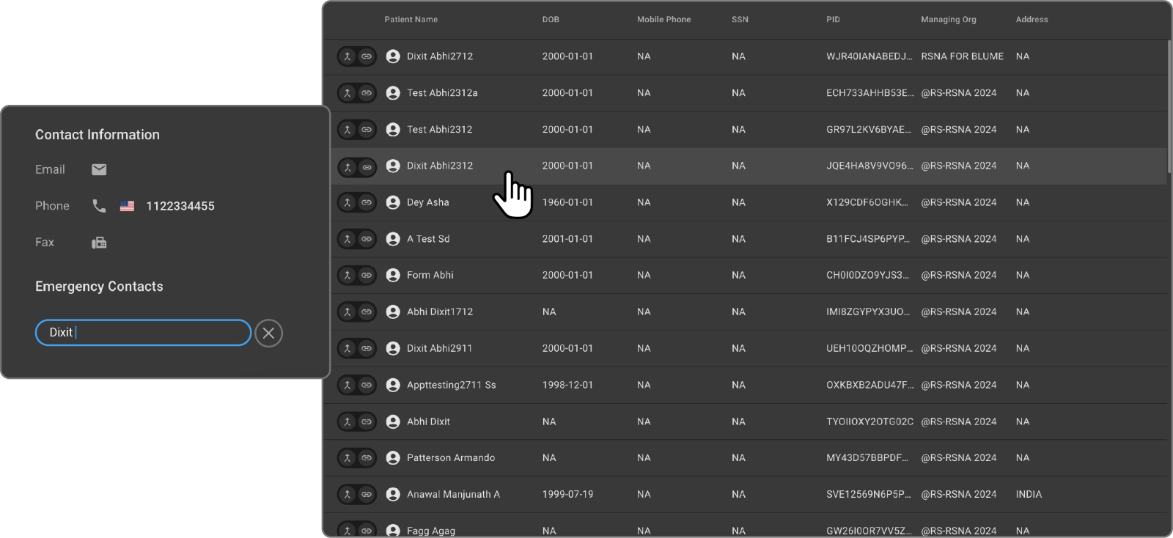 Contact Information
Email
Phone 1122334455
Fax
Emergency Contacts
Dixit
Patient Name DOB Mobile Phone SSN PID Managing Org Address
Dixit Abhi2712 2000-01-01 NA NA WJR40IANABEDJ... RSNA FOR BLUME NA
Test Abhi2312a 2000-01-01 NA NA ECH733AHHB53E... @RS-RSNA 2024 NA
Test Abhi2312 2000-01-01 NA NA GR97L2KV6BYAE... @RS-RSNA 2024 NA
Dixit Abhi2312 2000-01-01 NA NA JQE4HA8V9VO96... @RS-RSNA 2024 NA
Dey Asha 1960-01-01 NA NA X129CDF6OGHK... @RS-RSNA 2024 NA
A Test Sd 2001-01-01 NA NA B11FCJ4SP6PYP... @RS-RSNA 2024 NA
Form Abhi 2000-01-01 NA NA CH0I0DZO9YJS3... @RS-RSNA 2024 NA
Abhi Dixit1712 NA NA NA IMI8ZGYPYX3UO... @RS-RSNA 2024 NA
Dixit Abhi2911 2000-01-01 NA NA UEH10OQZHOMP... @RS-RSNA 2024 NA
Appttesting2711 Ss 1998-12-01 NA NA OXKBXB2ADU47F... @RS-RSNA 2024 NA
Abhi Dixit NA NA NA TYOIIOXY2OTG02C @RS-RSNA 2024 NA
Patterson Armando NA NA NA MY43D57BBPDF... @RS-RSNA 2024 NA
Anawal Manjunath A 1999-07-19 NA NA SVE12569N6P5P... @RS-RSNA 2024 INDIA
Fagg Agag NA NA NA GW26I0OR7VV5Z... @RS-RSNA 2024 NA